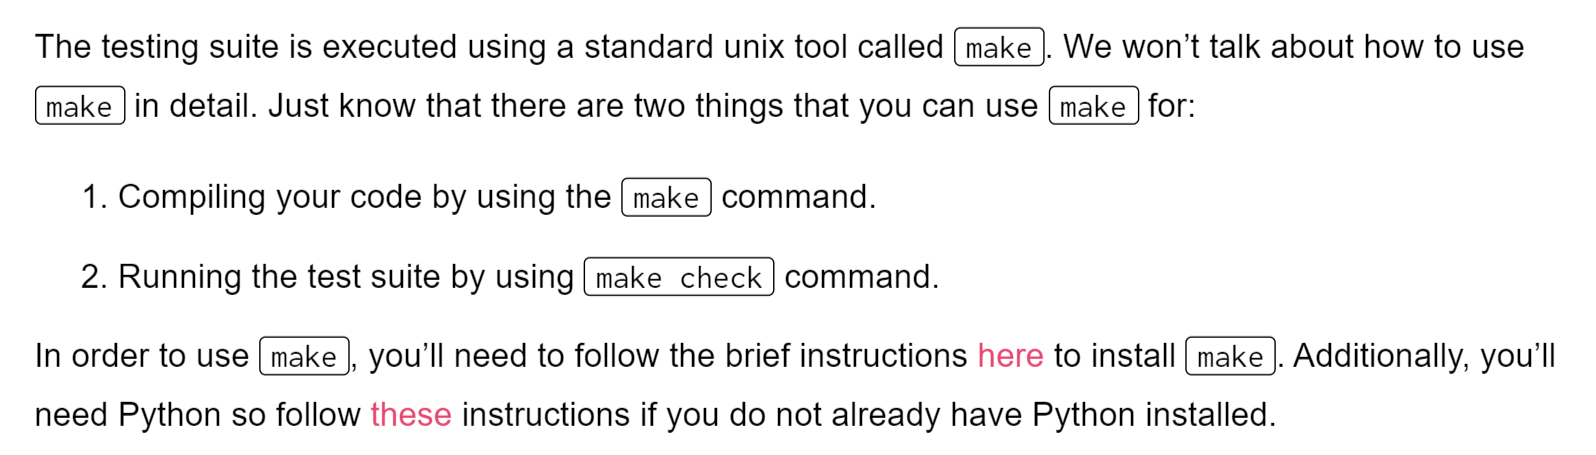 The testing suite is executed using a standard unix tool called make. We won’t talk about how to use
make in detail. Just know that there are two things that you can use make for:
1. Compiling your code by using the make command.
2. Running the test suite by using make check command.
In order to use make, you’ll need to follow the brief instructions here to install make. Additionally, you’ll
need Python so follow these instructions if you do not already have Python installed.